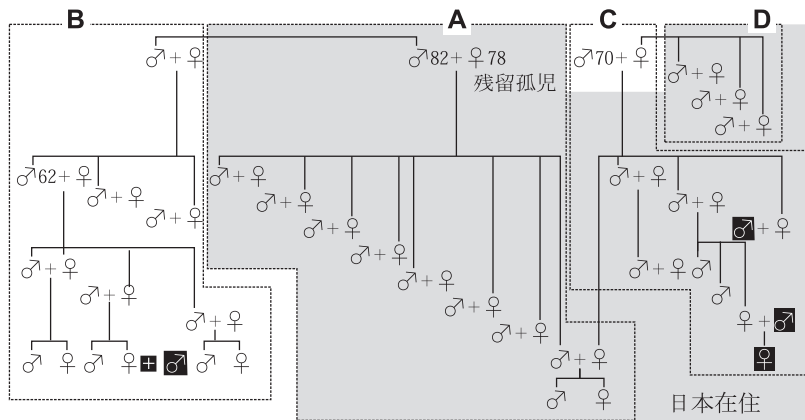 B A C D
♂+♀ ♂82+♀78 ♂70+♀
残留孤児
♂+♀
♂+♀
♂+♀
♂62+♀ ♂+♀ ♂+♀
♂+♀ ♂+♀ ♂+♀
♂+♀ ♂+♀ ♂+♀
♂+♀ ♂+♀ ♂+♀ ♂
♂+♀ ♂+♀ ♂+♀ ♂
♂+♀ ♂+♀ ♀+♂
♂ ♀ ♂ ♀+♂ ♂ ♀ ♂+♀ ♀
♂ ♀
日本在住